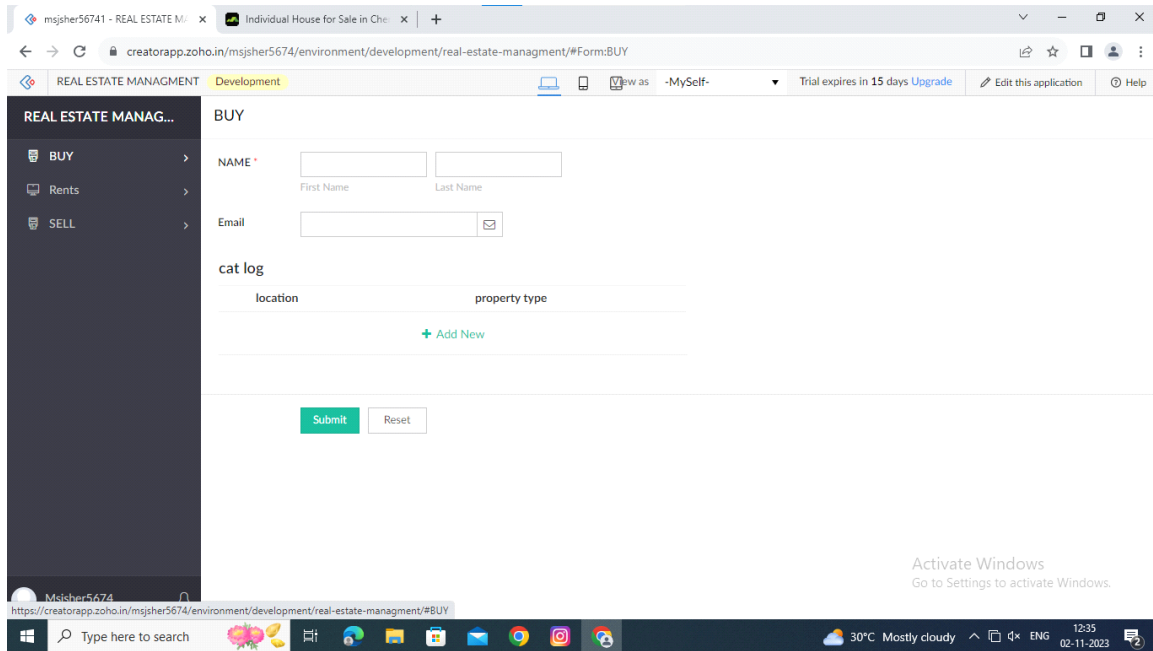 msjsher56741 - REAL ESTATE MA
Individual House for Sale in Che
creatorapp.zoho.in/msjsher5674/environment/development/real-estate-managment/#Form:BUY
REAL ESTATE MANAGMENT Development View as -MySelf- Trial expires in 15 days Upgrade Edit this application Help
REAL ESTATE MANAG...
BUY
Rents
SELL
BUY
NAME *
First Name Last Name
Email
cat log
location property type
+ Add New
Submit Reset
Activate Windows
Go to Settings to activate Windows.
Msjsher5674
https://creatorapp.zoho.in/msjsher5674/environment/development/real-estate-managment/#BUY
Type here to search
30°C Mostly cloudy ENG 12:35
02-11-2023
2